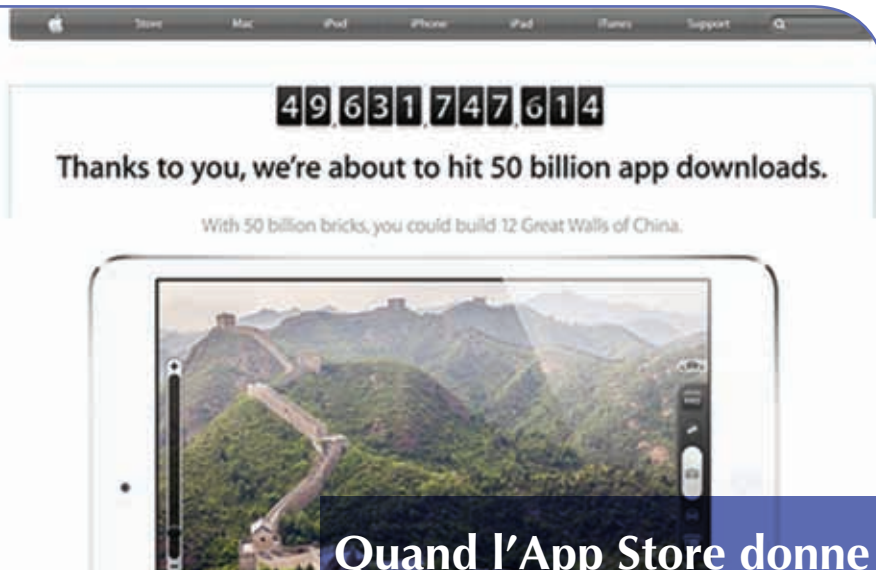 Store Mac iPod iPhone iPad iTunes Support
49,631,747,614
Thanks to you, we're about to hit 50 billion app downloads.
With 50 billion bricks, you could build 12 Great Walls of China.
Quand l'App Store donne